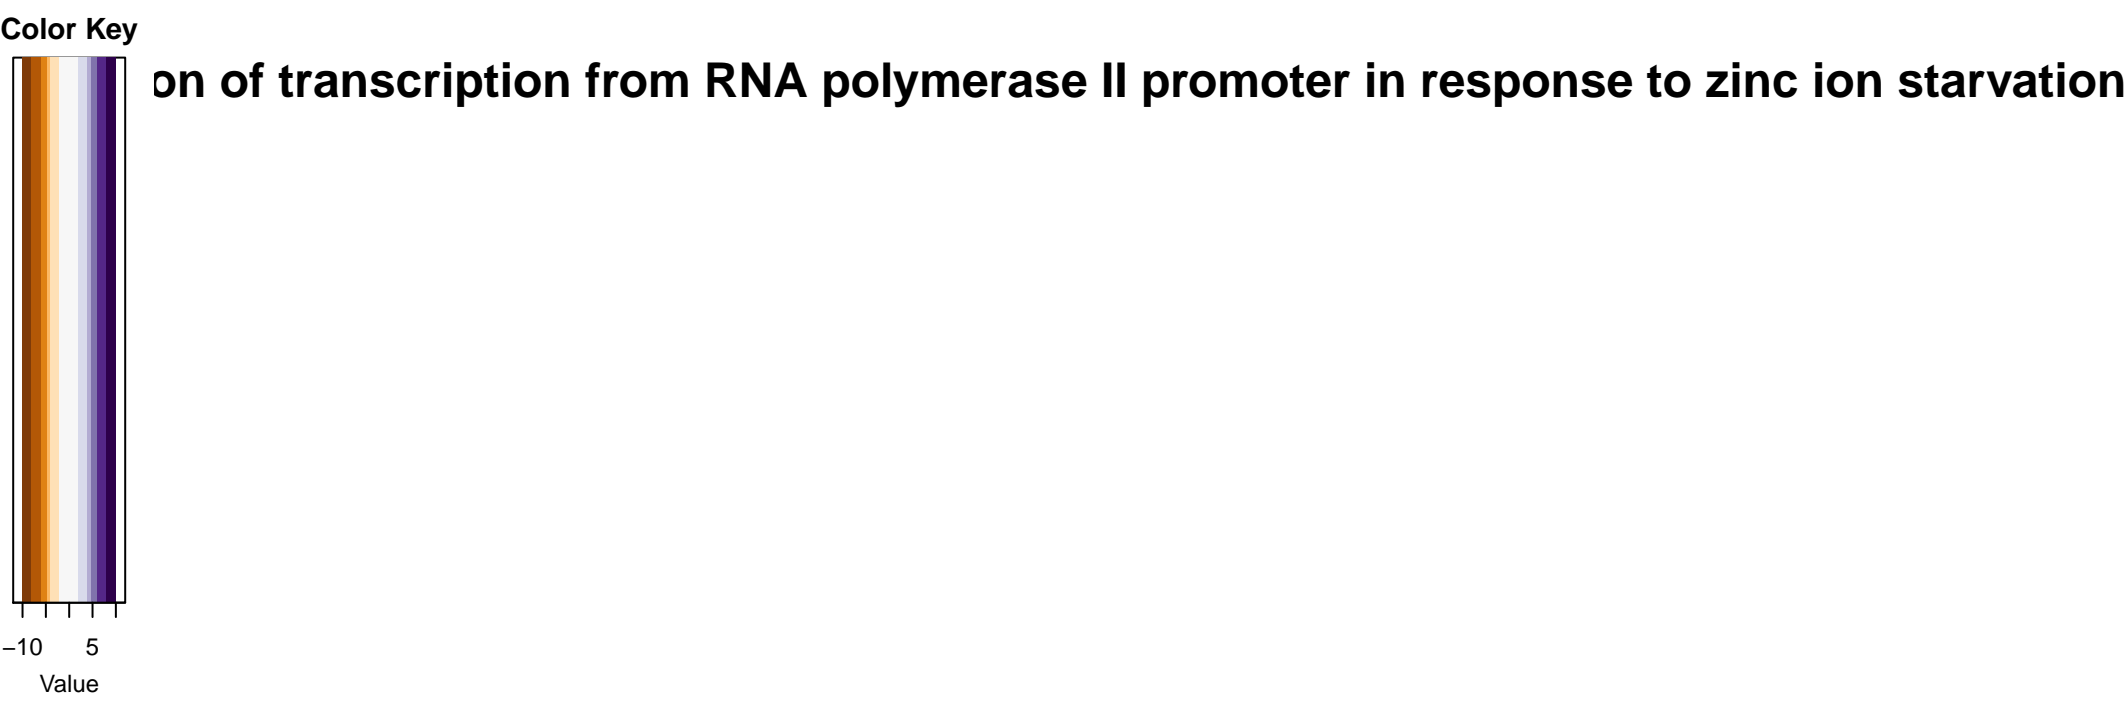 Color Key
on of transcription from RNA polymerase II promoter in response to zinc ion starvation
−10 5
Value